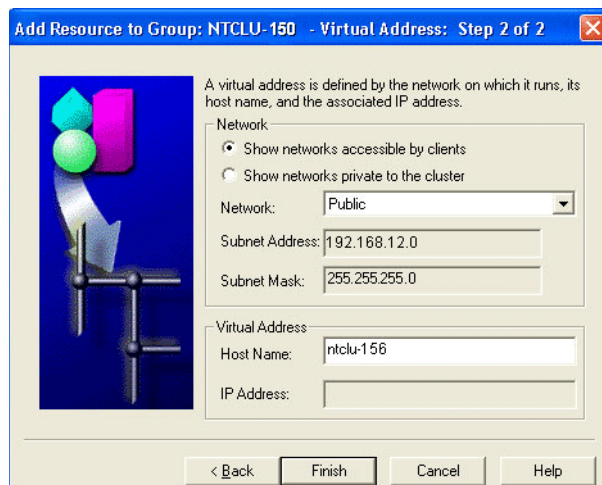 Add Resource to Group: NTCLU-150 - Virtual Address: Step 2 of 2
A virtual address is defined by the network on which it runs, its
host name, and the associated IP address.
Network
Show networks accessible by clients
Show networks private to the cluster
Network: Public
Subnet Address: 192.168.12.0
Subnet Mask: 255.255.255.0
Virtual Address
Host Name: ntclu-156
IP Address:
< Back Finish Cancel Help